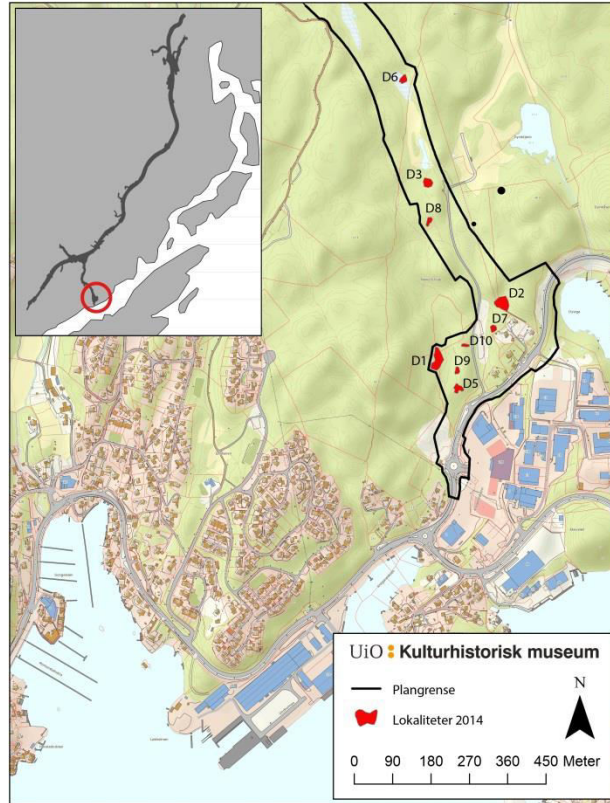 D6
D3
D8
D2
D7
D10
D1
D9
D5
UiO : Kulturhistorisk museum
Plangrense
Lokaliteter 2014
N
0 90 180 270 360 450 Meter